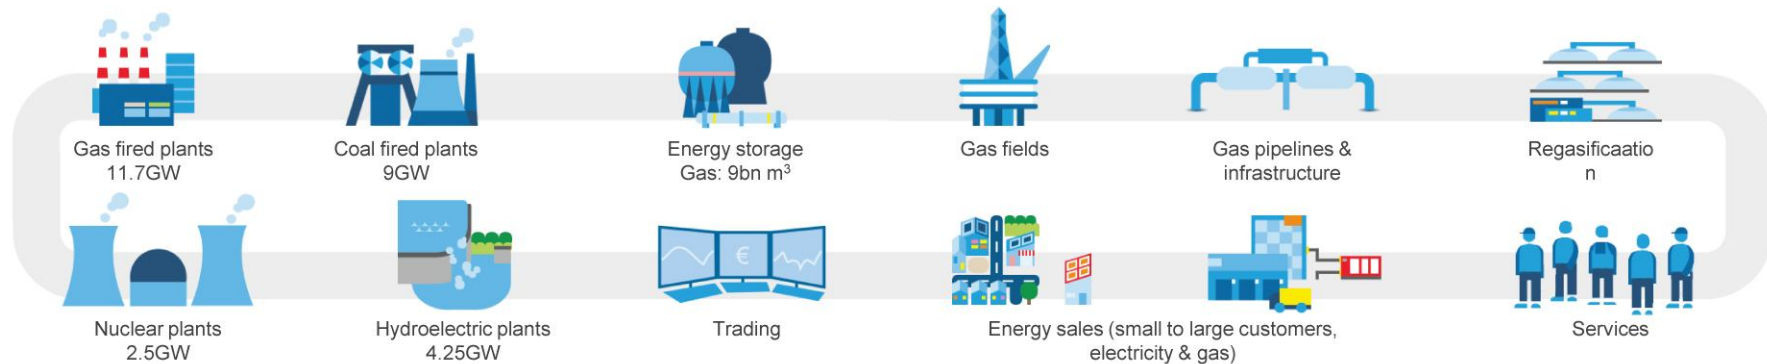 Gas fired plants
11.7GW
Coal fired plants
9GW
Energy storage
Gas: 9bn m³
Gas fields
Gas pipelines &
infrastructure
Regasificaatio
n
€
Nuclear plants
2.5GW
Hydroelectric plants
4.25GW
Trading
Energy sales (small to large customers,
electricity & gas)
Services